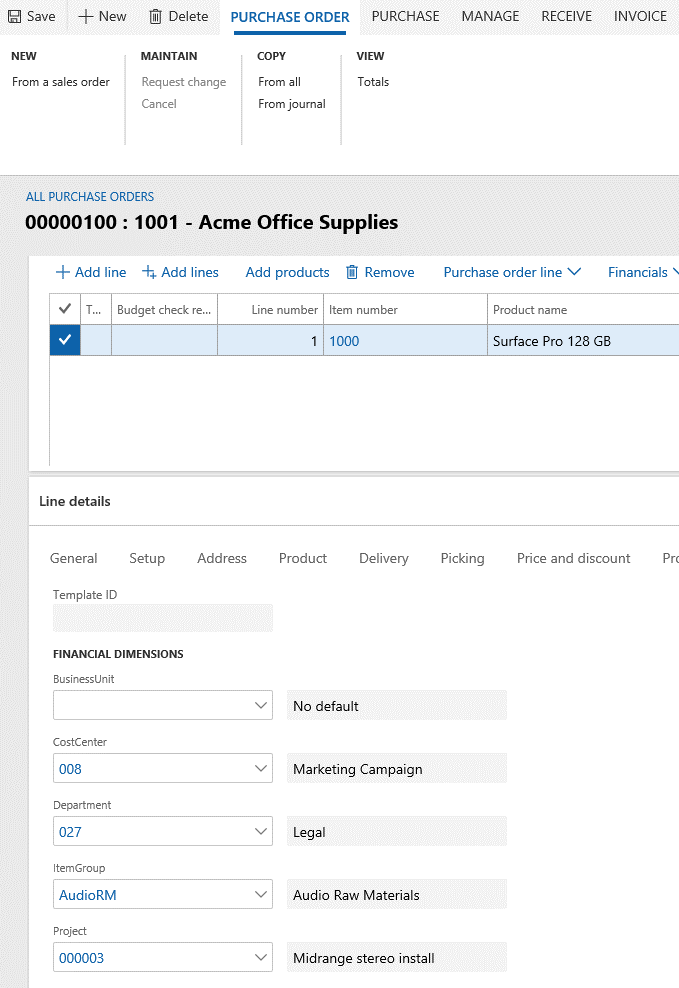 Save New Delete PURCHASE ORDER PURCHASE MANAGE RECEIVE INVOICE
NEW MAINTAIN COPY VIEW
From a sales order Request change From all Totals
Cancel From journal
ALL PURCHASE ORDERS
00000100 : 1001 - Acme Office Supplies
Add line Add lines Add products Remove Purchase order line Financials
T... Budget check re... Line number Item number Product name
1 1000 Surface Pro 128 GB
Line details
General Setup Address Product Delivery Picking Price and discount Pro
Template ID
FINANCIAL DIMENSIONS
BusinessUnit
No default
CostCenter
008 Marketing Campaign
Department
027 Legal
ItemGroup
AudioRM Audio Raw Materials
Project
000003 Midrange stereo install